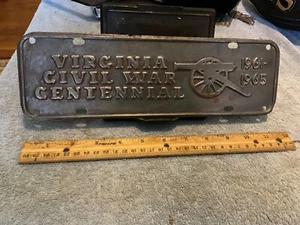 VIRGINIA
CIVIL WAR
CENTENNIAL
1961-
1965